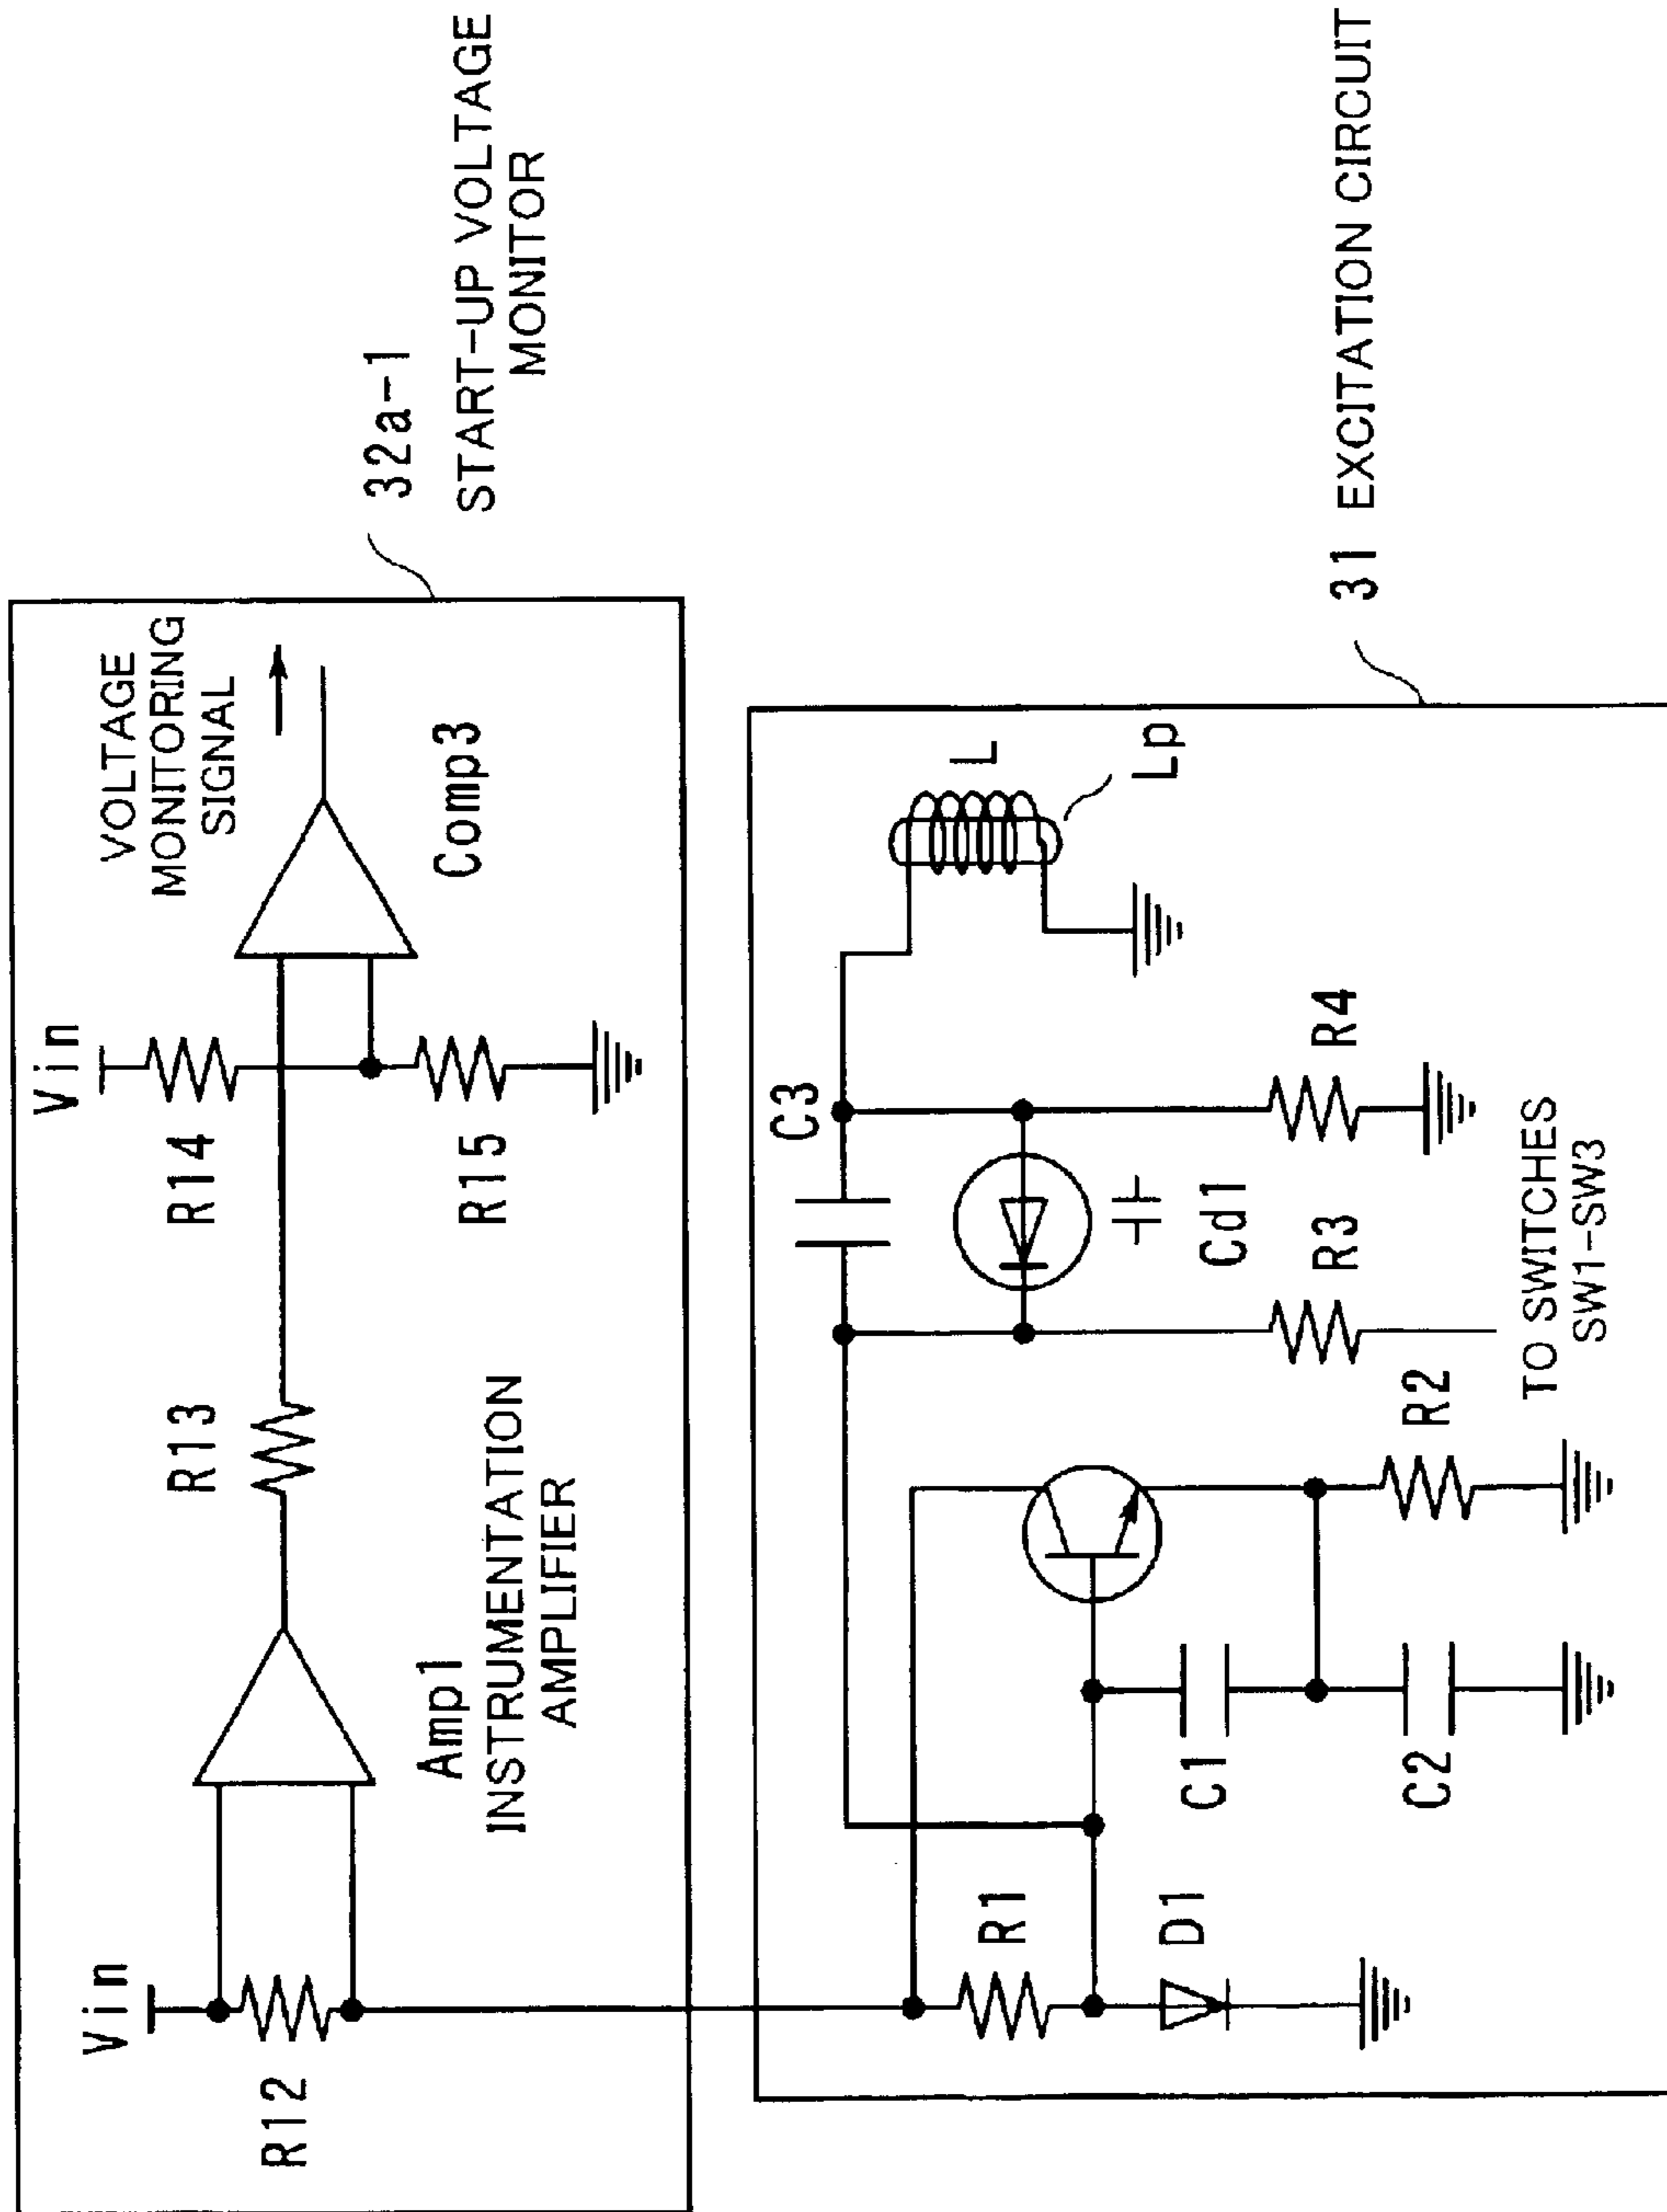 Vin
R12
Amp1
INSTRUMENTATION
AMPLIFIER
R13
Vin
R14
R15
VOLTAGE
MONITORING
SIGNAL
Comp3
32a-1
START-UP VOLTAGE
MONITOR
R1
D1
C1
C2
R2
C3
Cd1
R3
R4
TO SWITCHES
SW1-SW3
L
Lp
31 EXCITATION CIRCUIT